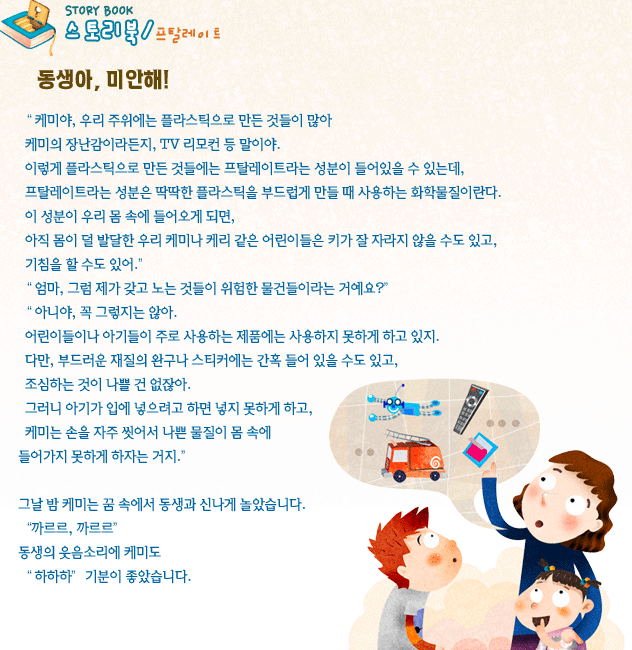 STORY BOOK
스토리북/프탈레이트
동생아, 미안해!
“케미야, 우리 주위에는 플라스틱으로 만든 것들이 많아
케미의 장난감이라든지, TV 리모컨 등 말이야.
이렇게 플라스틱으로 만든 것들에는 프탈레이트라는 성분이 들어있을 수 있는데,
프탈레이트라는 성분은 딱딱한 플라스틱을 부드럽게 만들 때 사용하는 화학물질이란다.
이 성분이 우리 몸 속에 들어오게 되면,
아직 몸이 덜 발달한 우리 케미나 케리 같은 어린이들은 키가 잘 자라지 않을 수도 있고,
기침을 할 수도 있어.”
“엄마, 그럼 제가 갖고 노는 것들이 위험한 물건들이라는 거예요?”
“아니야, 꼭 그렇지는 않아.
어린이들이나 아기들이 주로 사용하는 제품에는 사용하지 못하게 하고 있지.
다만, 부드러운 재질의 완구나 스티커에는 간혹 들어 있을 수도 있고,
조심하는 것이 나쁠 건 없잖아.
그러니 아기가 입에 넣으려고 하면 넣지 못하게 하고,
케미는 손을 자주 씻어서 나쁜 물질이 몸 속에
들어가지 못하게 하자는 거지.”
그날 밤 케미는 꿈 속에서 동생과 신나게 놀았습니다.
“까르르, 까르르”
동생의 웃음소리에 케미도
“하하하” 기분이 좋았습니다.